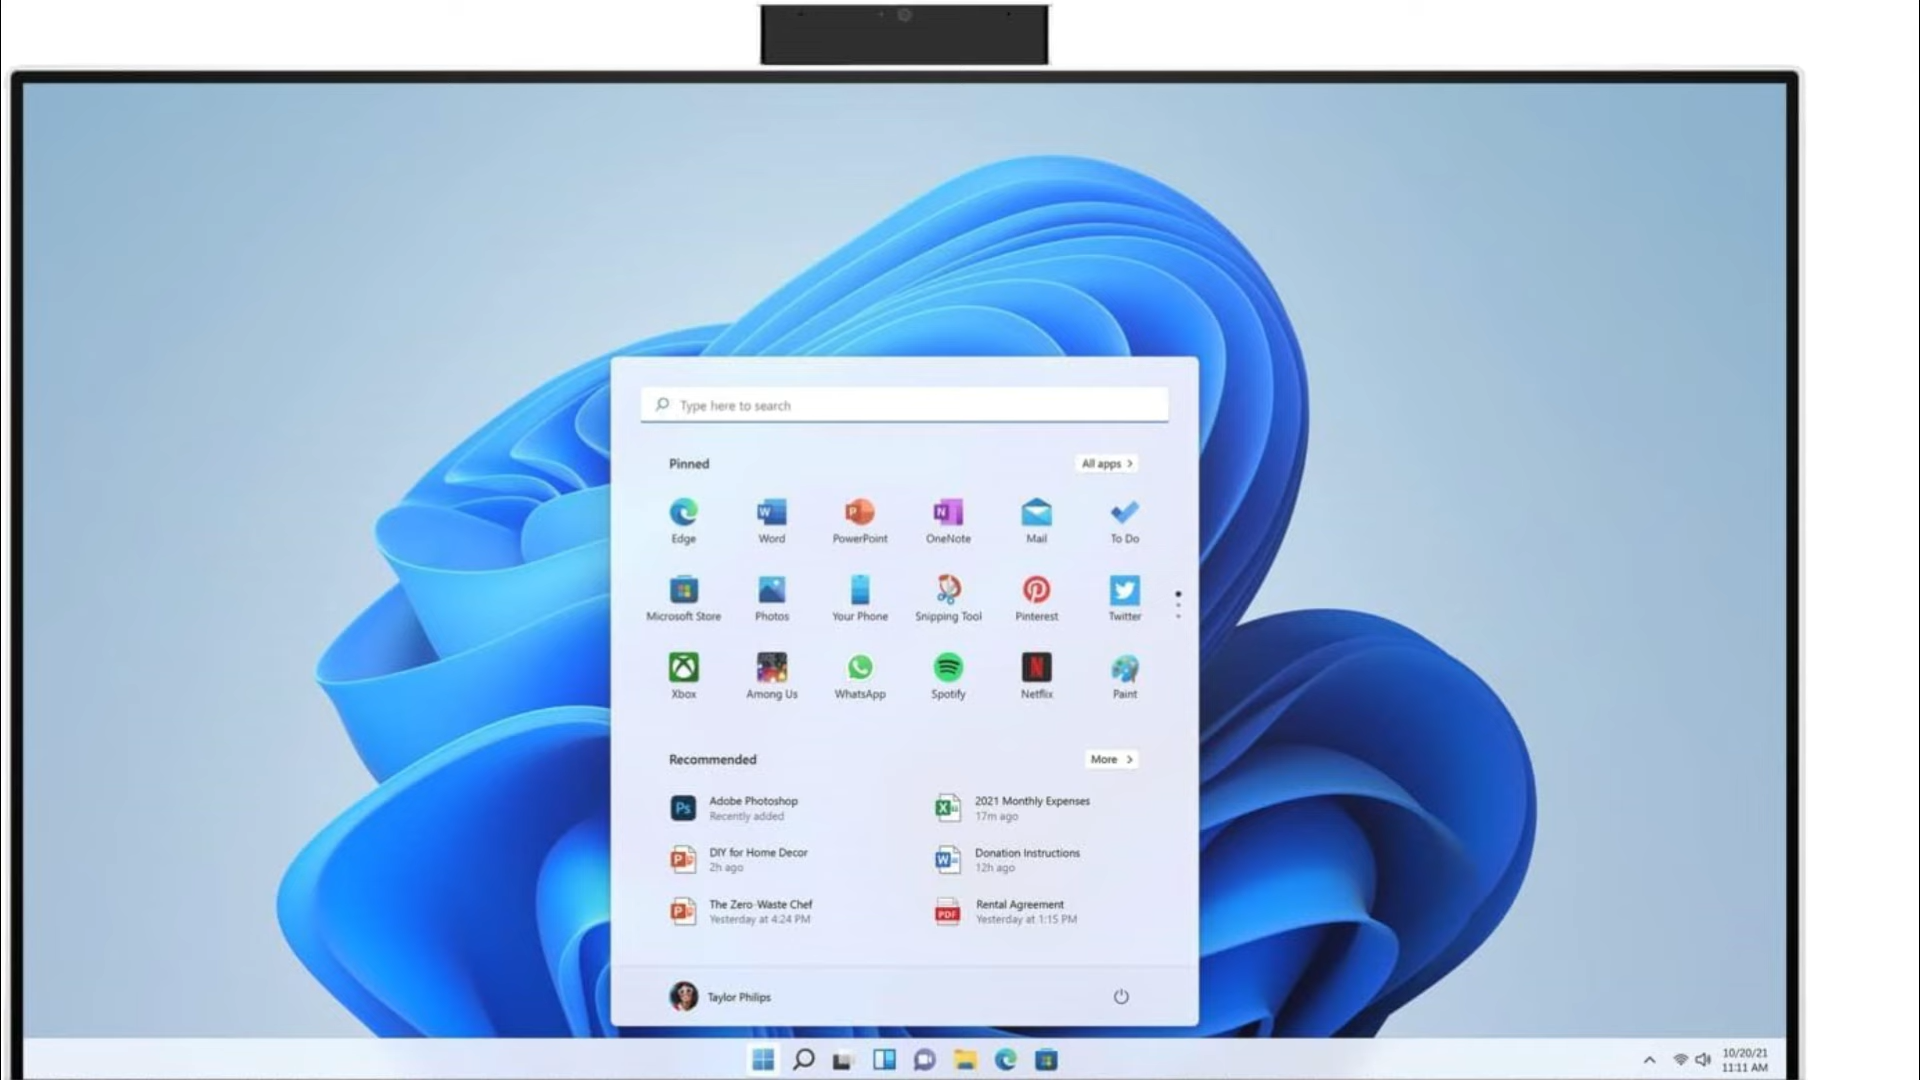 Type here to search
Pinned
All apps
Edge
Word
PowerPoint
OneNote
Mail
To Do
Microsoft Store
Photos
Your Phone
Snipping Tool
Pinterest
Twitter
Xbox
Among Us
WhatsApp
Spotify
Netflix
Paint
Recommended
More
Adobe Photoshop
Recently added
2021 Monthly Expenses
17m ago
DIY for Home Decor
2h ago
Donation Instructions
12h ago
The Zero-Waste Chef
Yesterday at 4:24 PM
Rental Agreement
Yesterday at 1:15 PM
Taylor Philips
10/20/21
11:11 AM